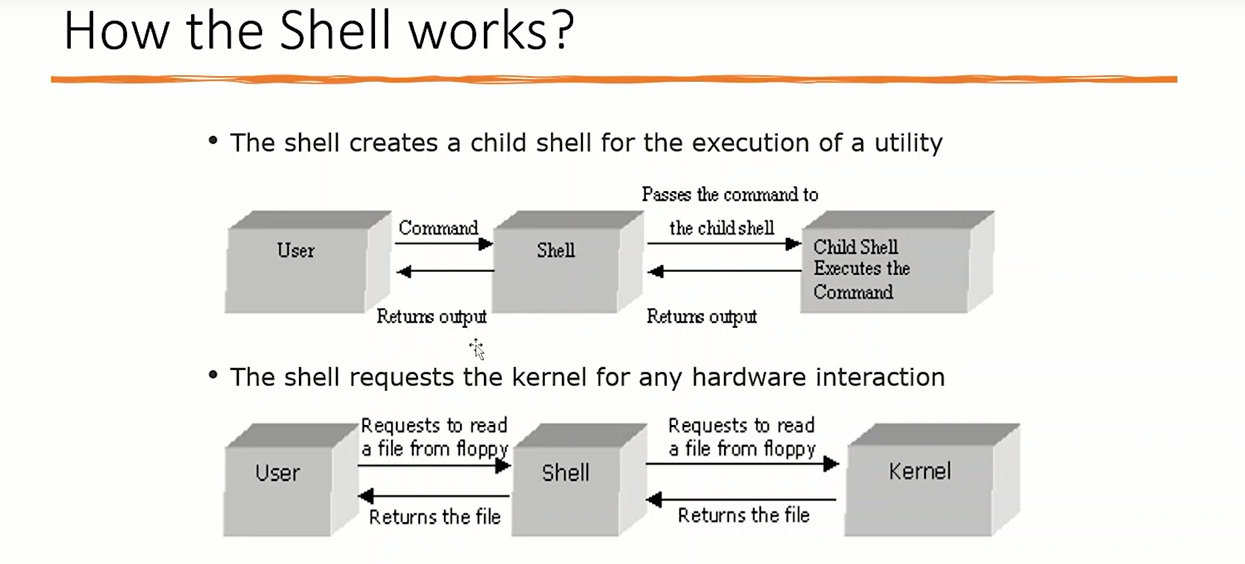 How the Shell works?
• The shell creates a child shell for the execution of a utility
Passes the command to
the child shell
Command
User
Shell
Child Shell
Executes the
Command
Returns output
Returns output
• The shell requests the kernel for any hardware interaction
Requests to read
a file from floppy
Requests to read
a file from floppy
User
Shell
Kernel
Returns the file
Returns the file